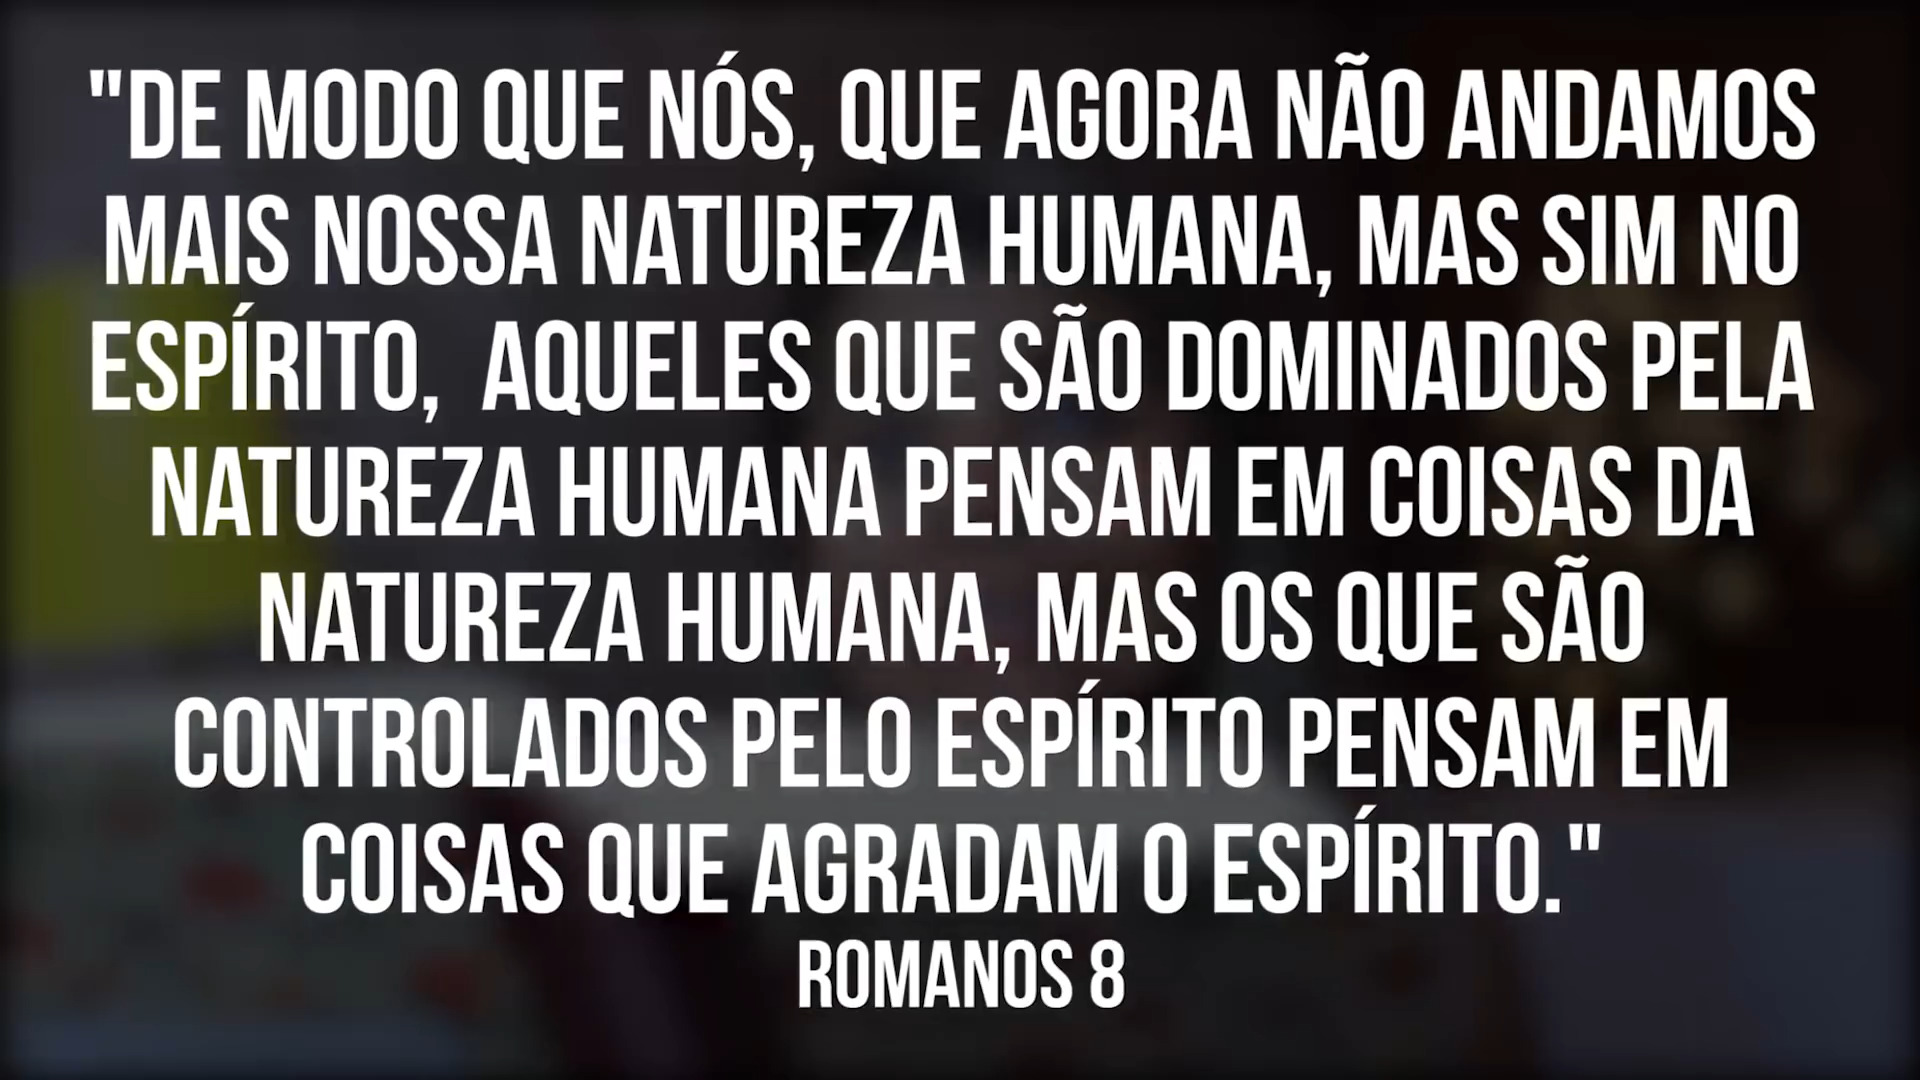 "DE MODO QUE NÓS, QUE AGORA NÃO ANDAMOS
MAIS NOSSA NATUREZA HUMANA, MAS SIM NO
ESPÍRITO,  AQUELES QUE SÃO DOMINADOS PELA
NATUREZA HUMANA PENSAM EM COISAS DA
NATUREZA HUMANA, MAS OS QUE SÃO
CONTROLADOS PELO ESPÍRITO PENSAM EM
COISAS QUE AGRADAM O ESPÍRITO."
ROMANOS 8